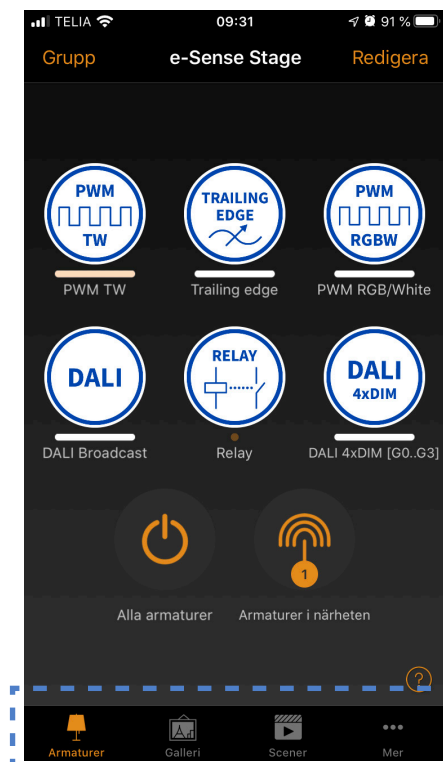 TELIA 09:31 91 %
Grupp e-Sense Stage Redigera
PWM
TW
TRAILING
EDGE
PWM
RGBW
PWM TW Trailing edge PWM RGB/White
DALI
RELAY
DALI
4xDIM
DALI Broadcast Relay DALI 4xDIM [G0..G3]
1
Alla armaturer Armaturer i närheten
?
Armaturer Galleri Scener Mer